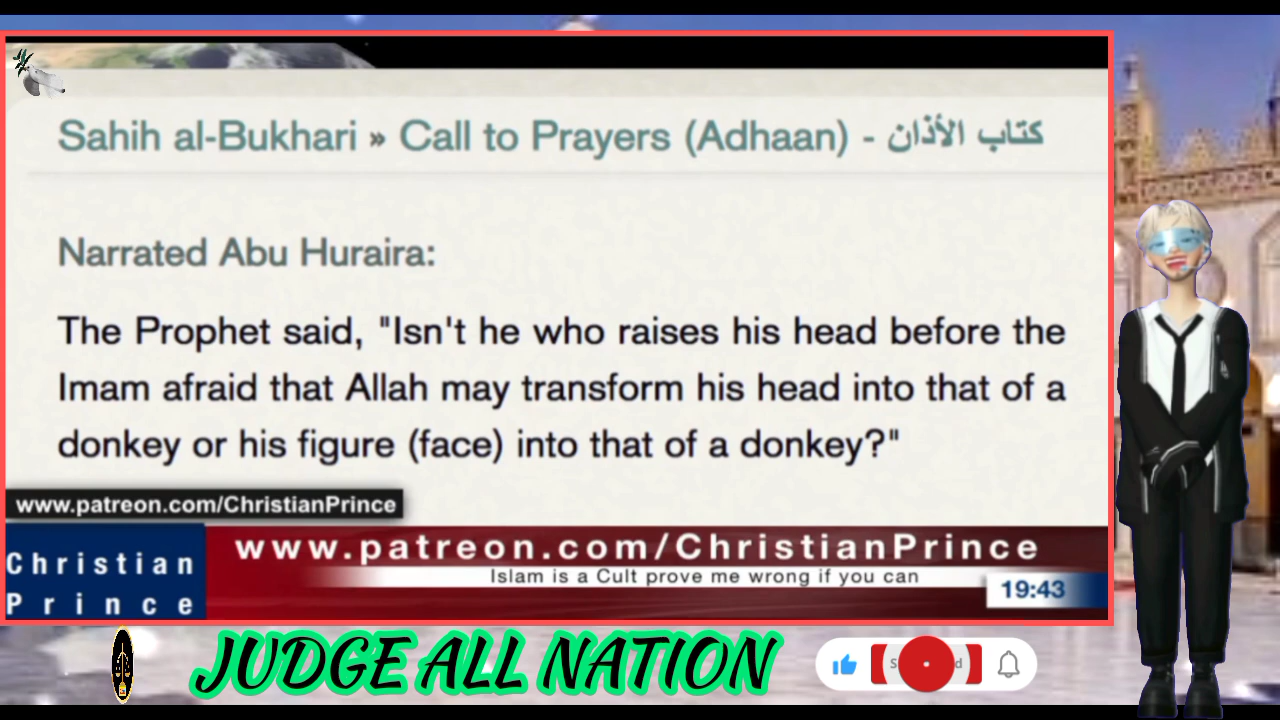 Sahih al-Bukhari » Call to Prayers (Adhaan) - كتاب الأذان
Narrated Abu Huraira:
The Prophet said, "Isn't he who raises his head before the
Imam afraid that Allah may transform his head into that of a
donkey or his figure (face) into that of a donkey?"
www.patreon.com/ChristianPrince
www.patreon.com/ChristianPrince
Islam is a Cult prove me wrong if you can
Christian
Prince
19:43
JUDGE ALL NATION